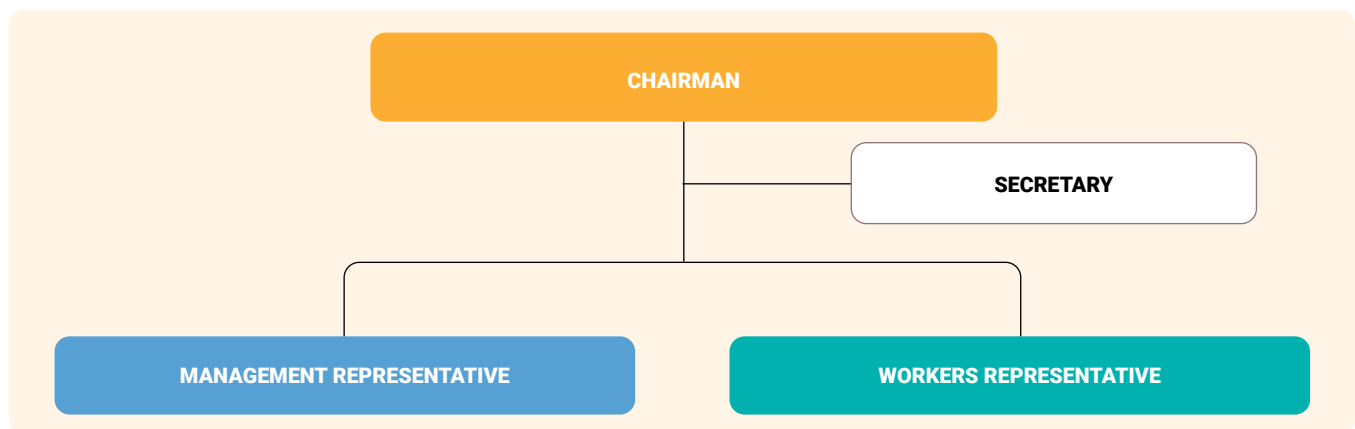 CHAIRMAN
SECRETARY
MANAGEMENT REPRESENTATIVE
WORKERS REPRESENTATIVE